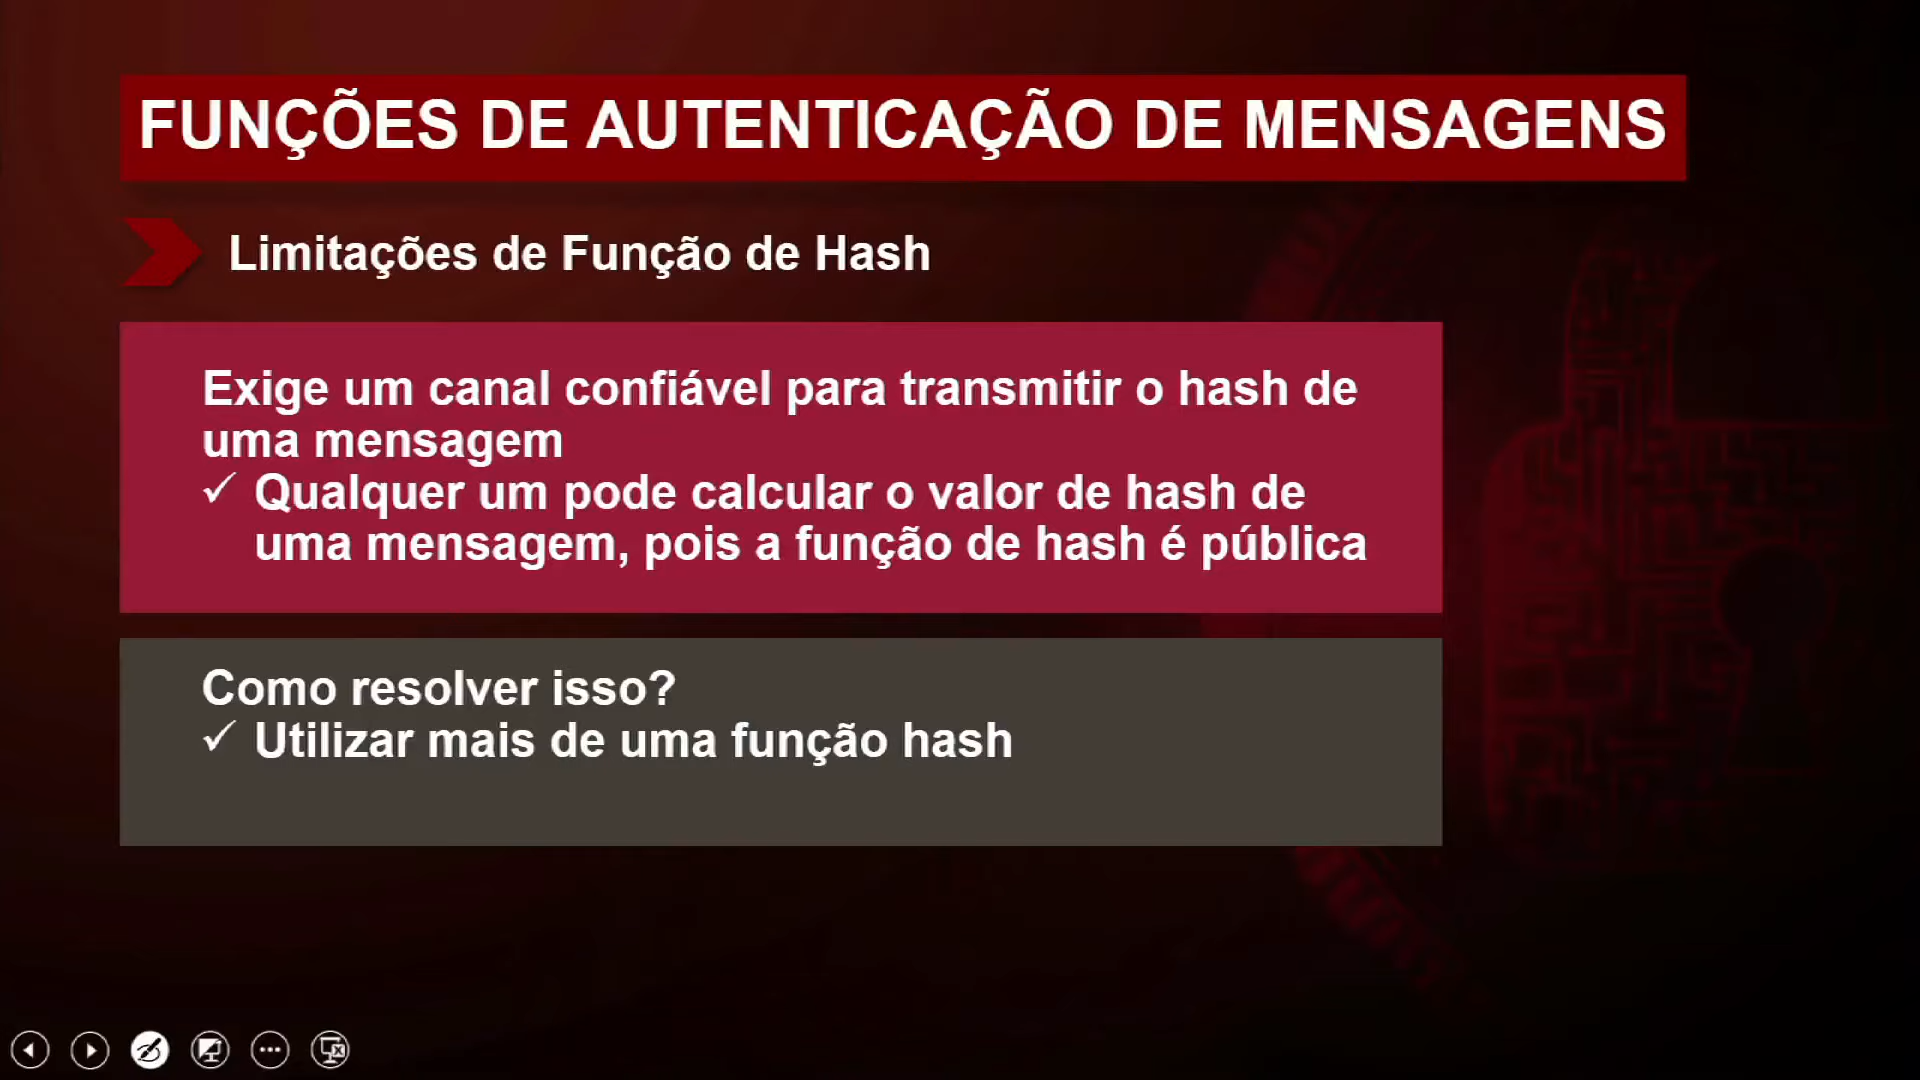 FUNÇÕES DE AUTENTICAÇÃO DE MENSAGENS
Limitações de Função de Hash
Exige um canal confiável para transmitir o hash de
uma mensagem
✓ Qualquer um pode calcular o valor de hash de
uma mensagem, pois a função de hash é pública
Como resolver isso?
✓ Utilizar mais de uma função hash